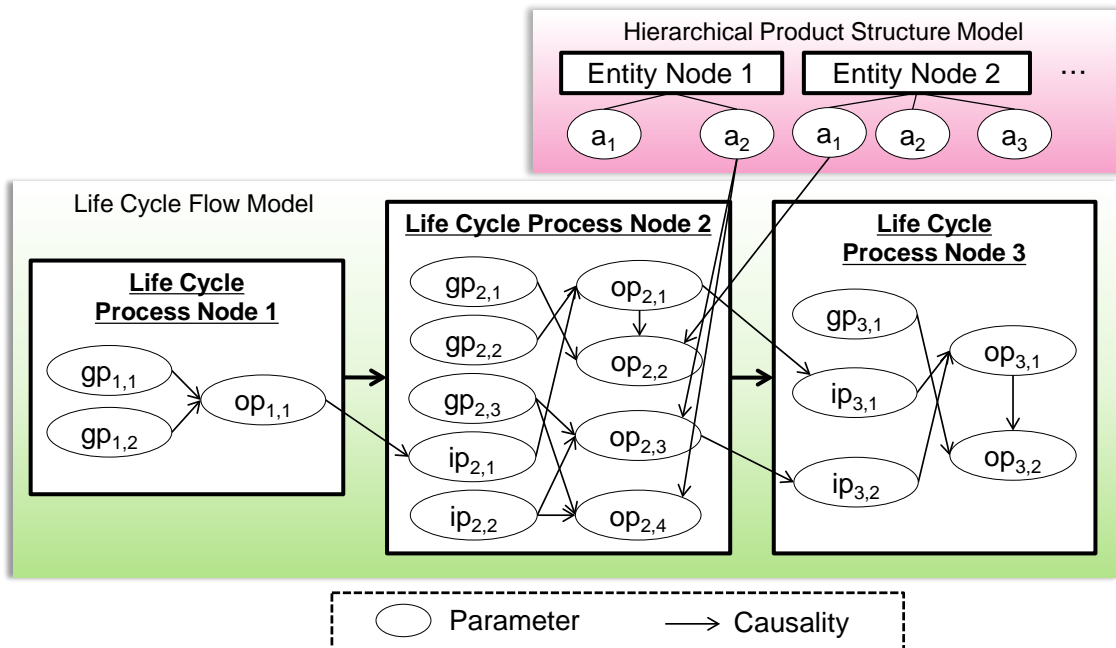 Hierarchical Product Structure Model
Entity Node 1
Entity Node 2
...
a1
a2
a1
a2
a3
Life Cycle Flow Model
Life Cycle
Process Node 1
gp1,1
gp1,2
op1,1
Life Cycle Process Node 2
gp2,1
gp2,2
gp2,3
ip2,1
ip2,2
op2,1
op2,2
op2,3
op2,4
Life Cycle
Process Node 3
gp3,1
ip3,1
ip3,2
op3,1
op3,2
Parameter
Causality